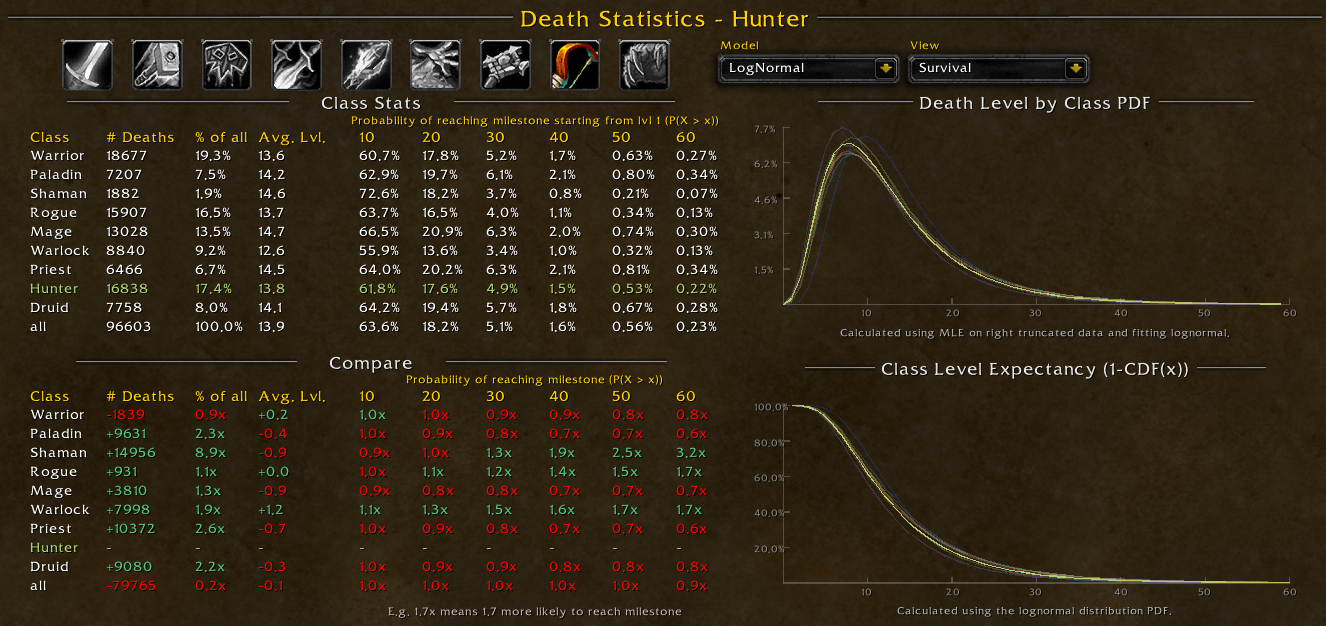 Death Statistics - Hunter
Model View
LogNormal Survival
Class Stats
Probability of reaching milestone starting from lvl 1 (P(X > x))
Class # Deaths % of all Avg. Lvl. 10 20 30 40 50 60
Warrior 18677 19.3% 13.6 60.7% 17.8% 5.2% 1.7% 0.63% 0.27%
Paladin 7207 7.5% 14.2 62.9% 19.7% 6.1% 2.1% 0.80% 0.34%
Shaman 1882 1.9% 14.6 72.6% 18.2% 3.7% 0.8% 0.21% 0.07%
Rogue 15907 16.5% 13.7 63.7% 16.5% 4.0% 1.1% 0.34% 0.13%
Mage 13028 13.5% 14.7 66.5% 20.9% 6.3% 2.0% 0.74% 0.30%
Warlock 8840 9.2% 12.6 55.9% 13.6% 3.4% 1.0% 0.32% 0.13%
Priest 6466 6.7% 14.5 64.0% 20.2% 6.3% 2.1% 0.81% 0.34%
Hunter 16838 17.4% 13.8 61.8% 17.6% 4.9% 1.5% 0.53% 0.22%
Druid 7758 8.0% 14.1 64.2% 19.4% 5.7% 1.8% 0.67% 0.28%
all 96603 100.0% 13.9 63.6% 18.2% 5.1% 1.6% 0.56% 0.23%
Compare
Probability of reaching milestone (P(X > x))
Class # Deaths % of all Avg. Lvl. 10 20 30 40 50 60
Warrior -1839 0.9x +0.2 1.0x 1.0x 0.9x 0.9x 0.8x 0.8x
Paladin +9631 2.3x -0.4 1.0x 0.9x 0.8x 0.7x 0.7x 0.6x
Shaman +14956 8.9x -0.9 0.9x 1.0x 1.3x 1.9x 2.5x 3.2x
Rogue +931 1.1x +0.0 1.0x 1.1x 1.2x 1.4x 1.5x 1.7x
Mage +3810 1.3x -0.9 0.9x 0.8x 0.8x 0.7x 0.7x 0.7x
Warlock +7998 1.9x +1.2 1.1x 1.3x 1.5x 1.6x 1.7x 1.7x
Priest +10372 2.6x -0.7 1.0x 0.9x 0.8x 0.7x 0.7x 0.6x
Hunter - - - - - - - - -
Druid +9080 2.2x -0.3 1.0x 0.9x 0.9x 0.8x 0.8x 0.8x
all -79765 0.2x -0.1 1.0x 1.0x 1.0x 1.0x 1.0x 0.9x
E.g. 1.7x means 1.7 more likely to reach milestone
Death Level by Class PDF
7.7%
6.2%
4.6%
3.1%
1.5%
10 20 30 40 50 60
Calculated using MLE on right truncated data and fitting lognormal.
Class Level Expectancy (1-CDF(x))
100.0%
80.0%
60.0%
40.0%
20.0%
10 20 30 40 50 60
Calculated using the lognormal distribution PDF.